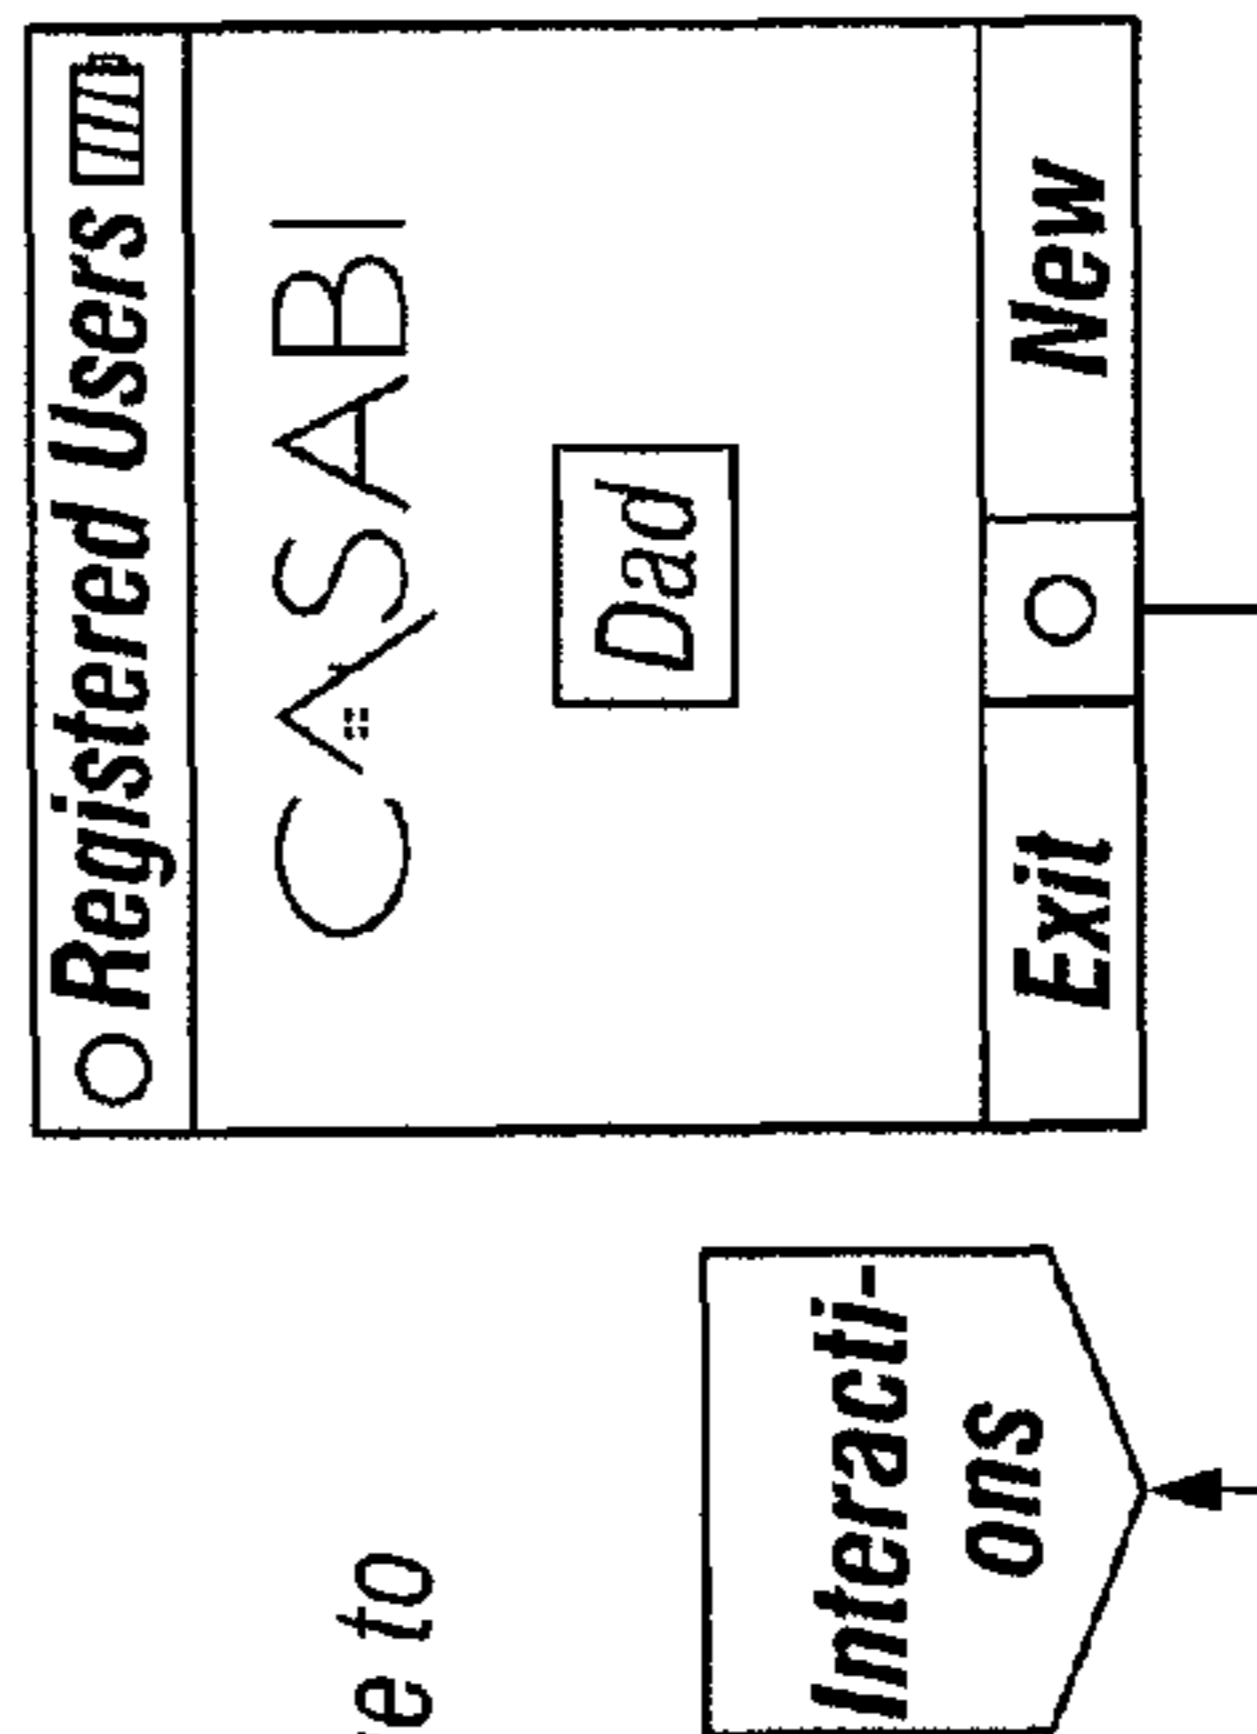 Registered Users
CASABI
Dad
Exit
New
to
Interacti-
ons